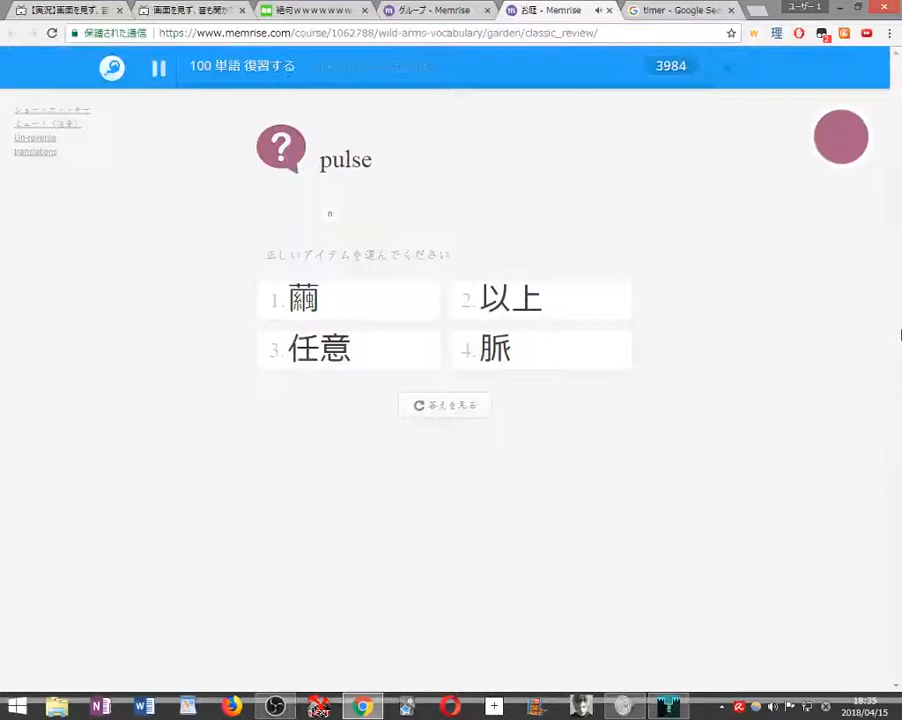 【実況】画面を見ず、音 × 画面を見ず、音も聞か × 絶句ｗｗｗｗｗｗｗ × グループ - Memrise × お庭 - Memrise × timer - Google Sea × ユーザー 1
保護された通信 https://www.memrise.com/course/1062788/wild-arms-vocabulary/garden/classic_review/
100 単語 復習する 3984
ミュート
Un-reverse
translations
pulse
n
正しいアイテムを選んでください
1. 繭 2. 以上
3. 任意 4. 脈
答えを見る
18:35
2018/04/15